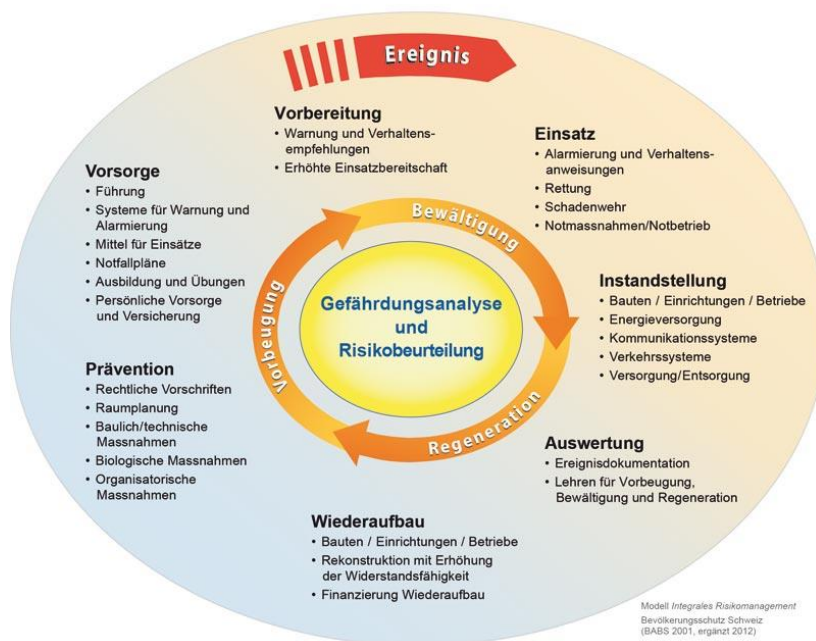 Ereignis
Vorbereitung
• Warnung und Verhaltens-
empfehlungen
• Erhöhte Einsatzbereitschaft
Einsatz
• Alarmierung und Verhaltens-
anweisungen
• Rettung
• Schadenwehr
• Notmassnahmen/Notbetrieb
Instandstellung
• Bauten / Einrichtungen / Betriebe
• Energieversorgung
• Kommunikationssysteme
• Verkehrssysteme
• Versorgung/Entsorgung
Auswertung
• Ereignisdokumentation
• Lehren für Vorbeugung,
Bewältigung und Regeneration
Wiederaufbau
• Bauten / Einrichtungen / Betriebe
• Rekonstruktion mit Erhöhung
der Widerstandsfähigkeit
• Finanzierung Wiederaufbau
Prävention
• Rechtliche Vorschriften
• Raumplanung
• Baulich/technische
Massnahmen
• Biologische Massnahmen
• Organisatorische
Massnahmen
Vorsorge
• Führung
• Systeme für Warnung und
Alarmierung
• Mittel für Einsätze
• Notfallpläne
• Ausbildung und Übungen
• Persönliche Vorsorge
und Versicherung
Bewältigung
Regeneration
Vorbeugung
Gefährdungsanalyse
und
Risikobeurteilung
Modell Integrales Risikomanagement
Bevölkerungsschutz Schweiz
(BABS 2001, ergänzt 2012)